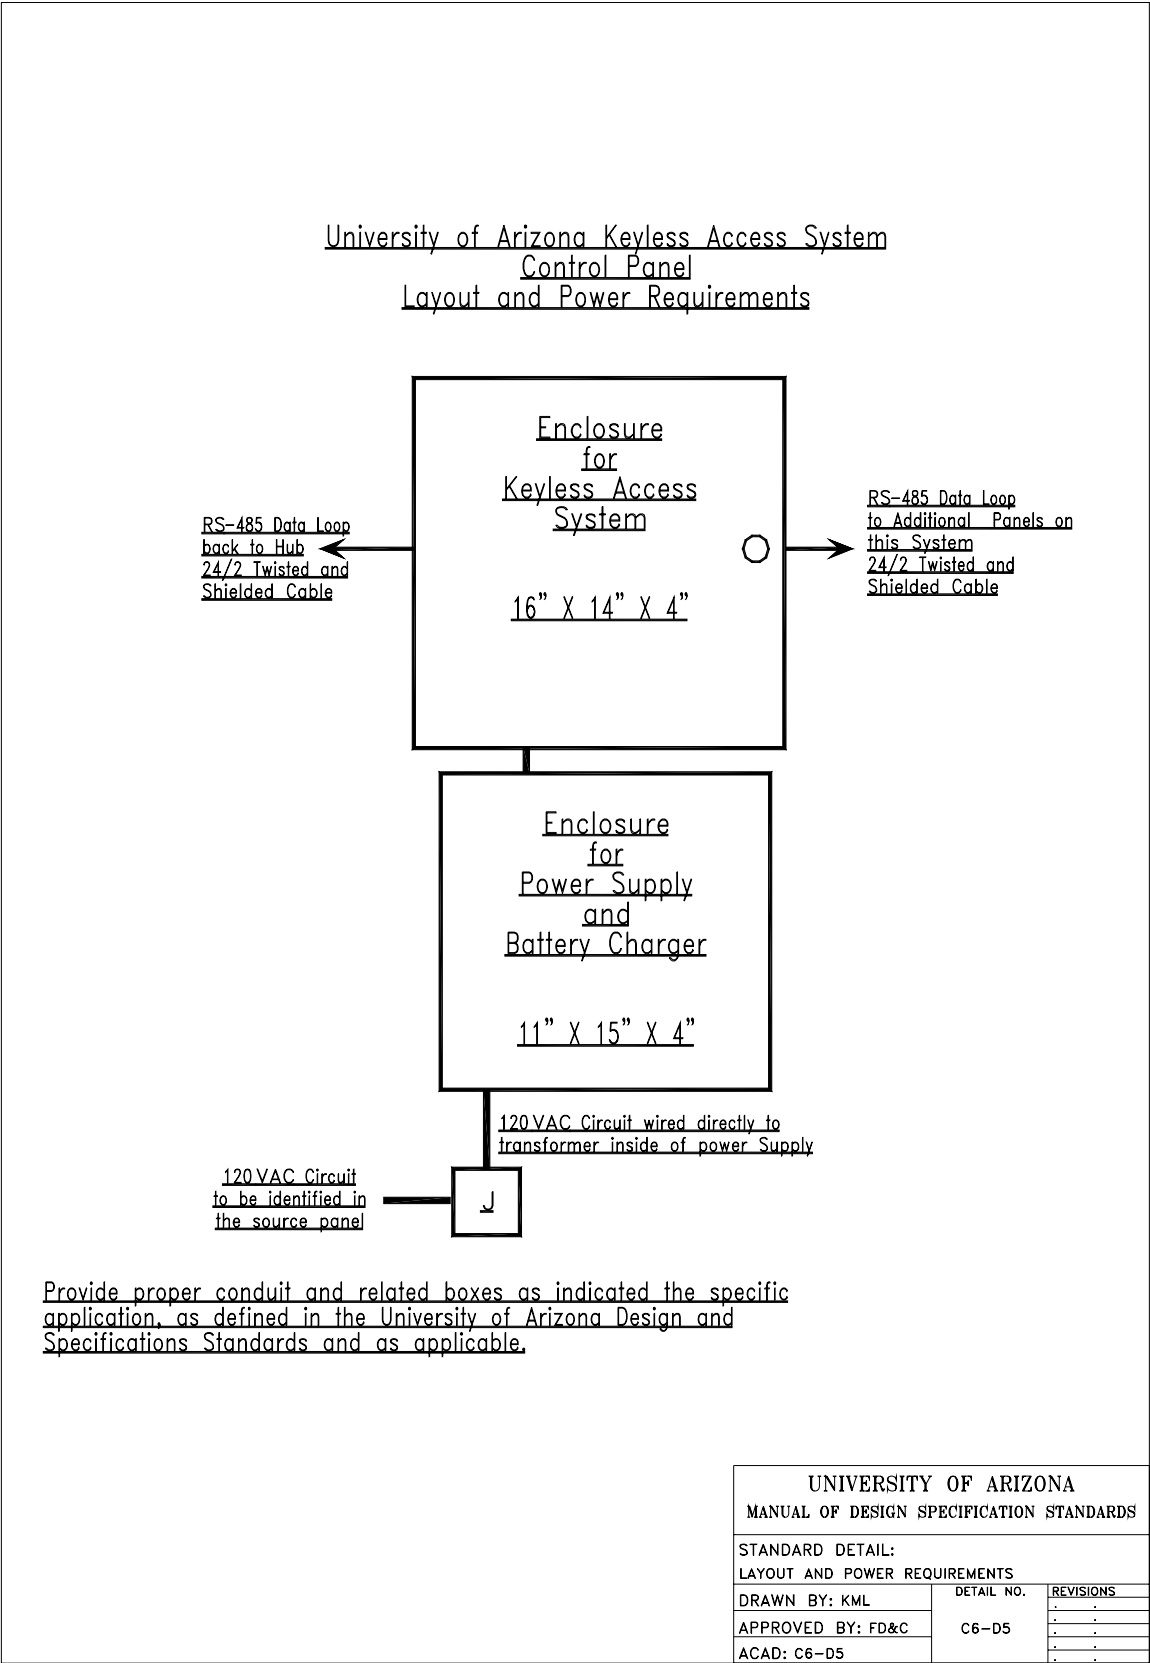 University of Arizona Keyless Access System
Control Panel
Layout and Power Requirements
Enclosure
for
Keyless Access
System
16” X 14” X 4”
RS-485 Data Loop
back to Hub
24/2 Twisted and
Shielded Cable
RS-485 Data Loop
to Additional Panels on
this System
24/2 Twisted and
Shielded Cable
Enclosure
for
Power Supply
and
Battery Charger
11” X 15” X 4”
120VAC Circuit wired directly to
transformer inside of power Supply
120VAC Circuit
to be identified in
the source panel
J
Provide proper conduit and related boxes as indicated the specific
application, as defined in the University of Arizona Design and
Specifications Standards and as applicable.
UNIVERSITY OF ARIZONA
MANUAL OF DESIGN SPECIFICATION STANDARDS
STANDARD DETAIL:
LAYOUT AND POWER REQUIREMENTS
DRAWN BY: KML
APPROVED BY: FD&C
ACAD: C6-D5
DETAIL NO.
C6-D5
REVISIONS
. .
. .
. .
. .
. .